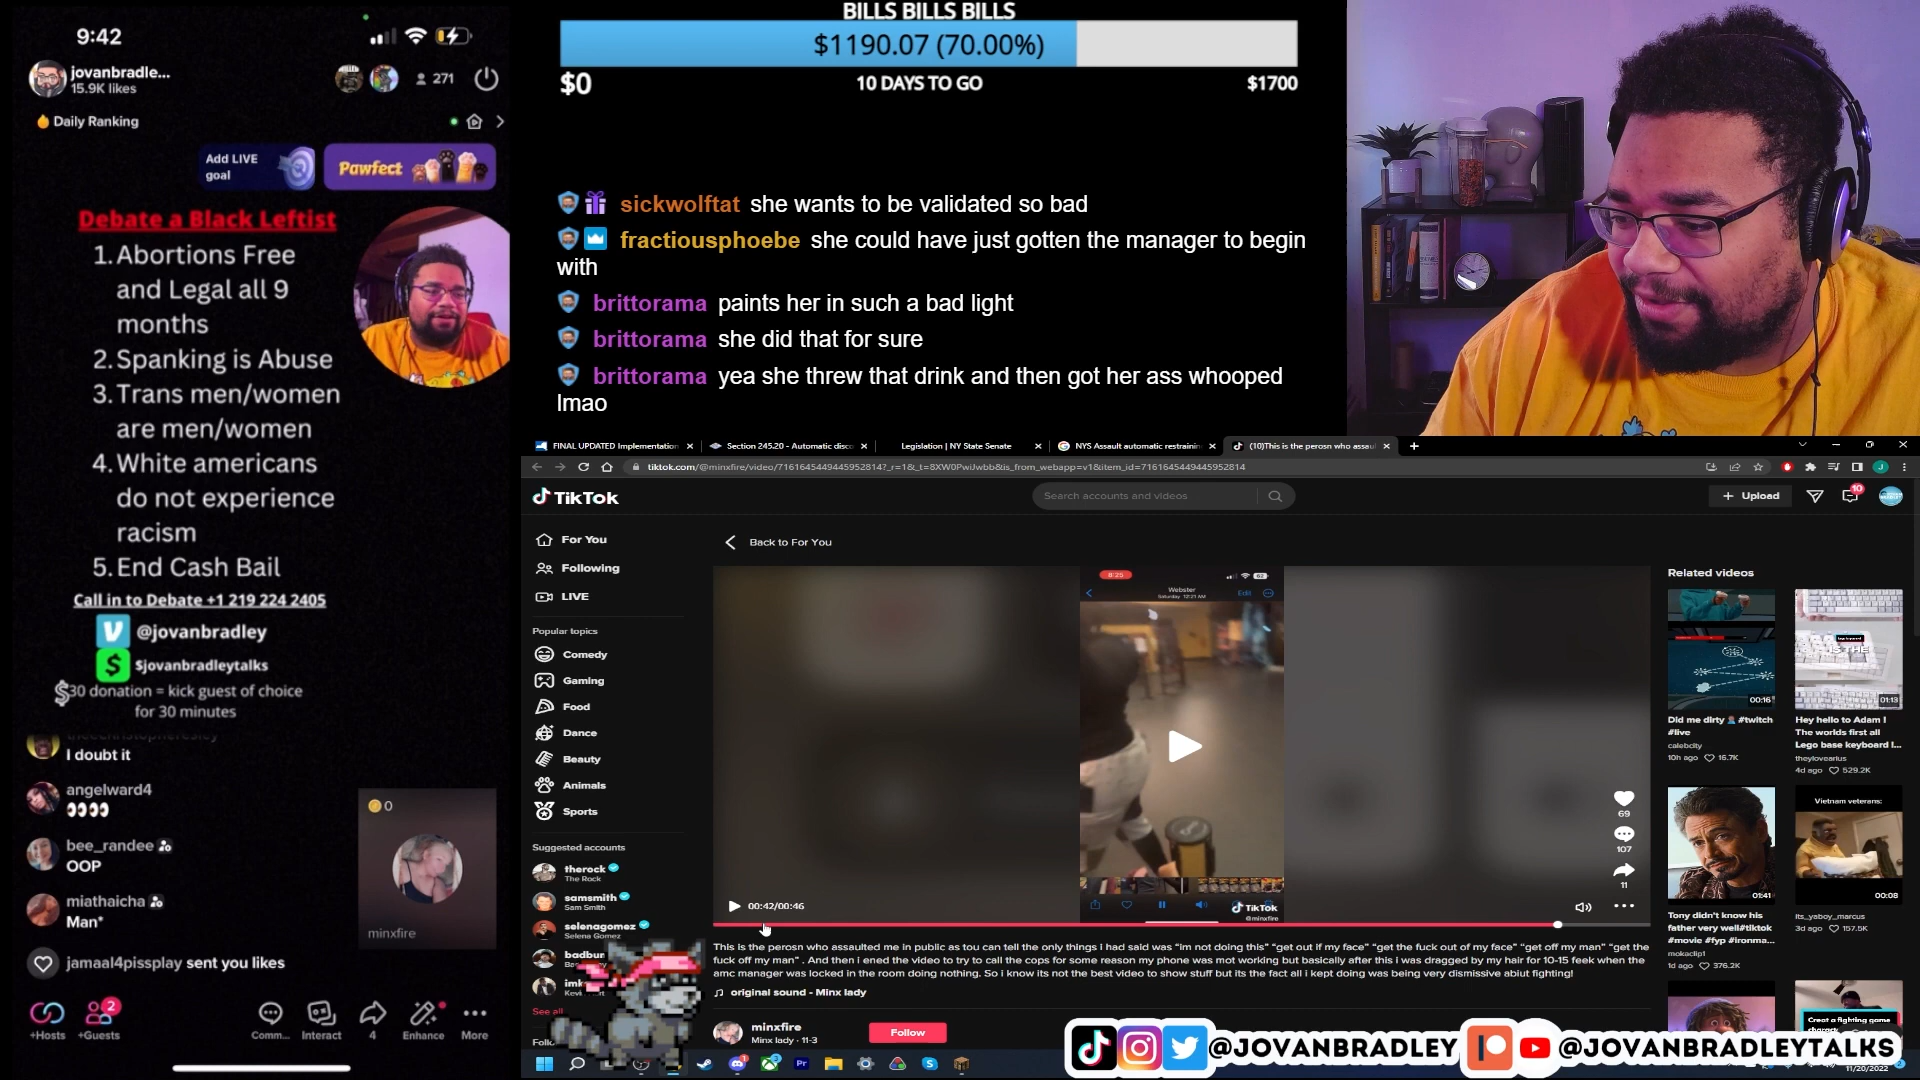 9:42
jovanbradle...
15.9K likes
271
Daily Ranking
Add LIVE
goal
Pawfect
Debate a Black Leftist
1. Abortions Free
and Legal all 9
months
2. Spanking is Abuse
3. Trans men/women
are men/women
4. White americans
do not experience
racism
5. End Cash Bail
Call in to Debate +1 219 224 2405
@jovanbradley
$jovanbradleytalks
$30 donation = kick guest of choice
for 30 minutes
I doubt it
angelward4
bee_randee
OOP
miathaicha
Man*
jamaal4pissplay sent you likes
0
minxfire
+Hosts
2
+Guests
Comm...
Interact
4
Enhance
More
BILLS BILLS BILLS
$1190.07 (70.00%)
$0
10 DAYS TO GO
$1700
sickwolftat she wants to be validated so bad
fractiousphoebe she could have just gotten the manager to begin
with
brittorama paints her in such a bad light
brittorama she did that for sure
brittorama yea she threw that drink and then got her ass whooped
lmao
FINAL UPDATED Implementation
Section 245.20 - Automatic disco
Legislation | NY State Senate
NYS Assault automatic restrainin
(10)This is the perosn who assau
tiktok.com/@minxfire/video/7161645449445952814?_r=1&_t=8XW0PwiJwbb&is_from_webapp=v1&item_id=7161645449445952814
TikTok
Search accounts and videos
Upload
10
For You
Following
LIVE
Popular topics
Comedy
Gaming
Food
Dance
Beauty
Animals
Sports
Suggested accounts
therock
The Rock
samsmith
Sam Smith
selenagomez
Selena Gomez
badbun
imk
See all
Back to For You
8:25
Webster
Saturday 12:21 AM
Edit
TikTok
@minxfire
69
107
11
00:42/00:46
This is the perosn who assaulted me in public as tou can tell the only things i had said was "im not doing this" "get out if my face" "get the fuck out of my face" "get off my man" "get the
fuck off my man" . And then i ened the video to try to call the cops for some reason my phone was mot working but basically after this i was dragged by my hair for 10-15 feek when the
amc manager was locked in the room doing nothing. So i know its not the best video to show stuff but its the fact all i kept doing was being very dismissive abiut fighting!
original sound - Minx lady
minxfire
Minx lady · 11-3
Follow
Related videos
00:16
Did me dirty #twitch
#live
calebcity
10h ago 16.7K
01:13
Hey hello to Adam !
The worlds first all
Lego base keyboard l...
theylovearius
4d ago 529.2K
01:41
Tony didn't know his
father very well#tiktok
#movie #fyp #ironma...
mokaclip1
1d ago 376.2K
Vietnam veterans:
00:08
its_yaboy_marcus
3d ago 157.5K
Creat a fighting game
@JOVANBRADLEY
@JOVANBRADLEYTALKS
11/20/2022